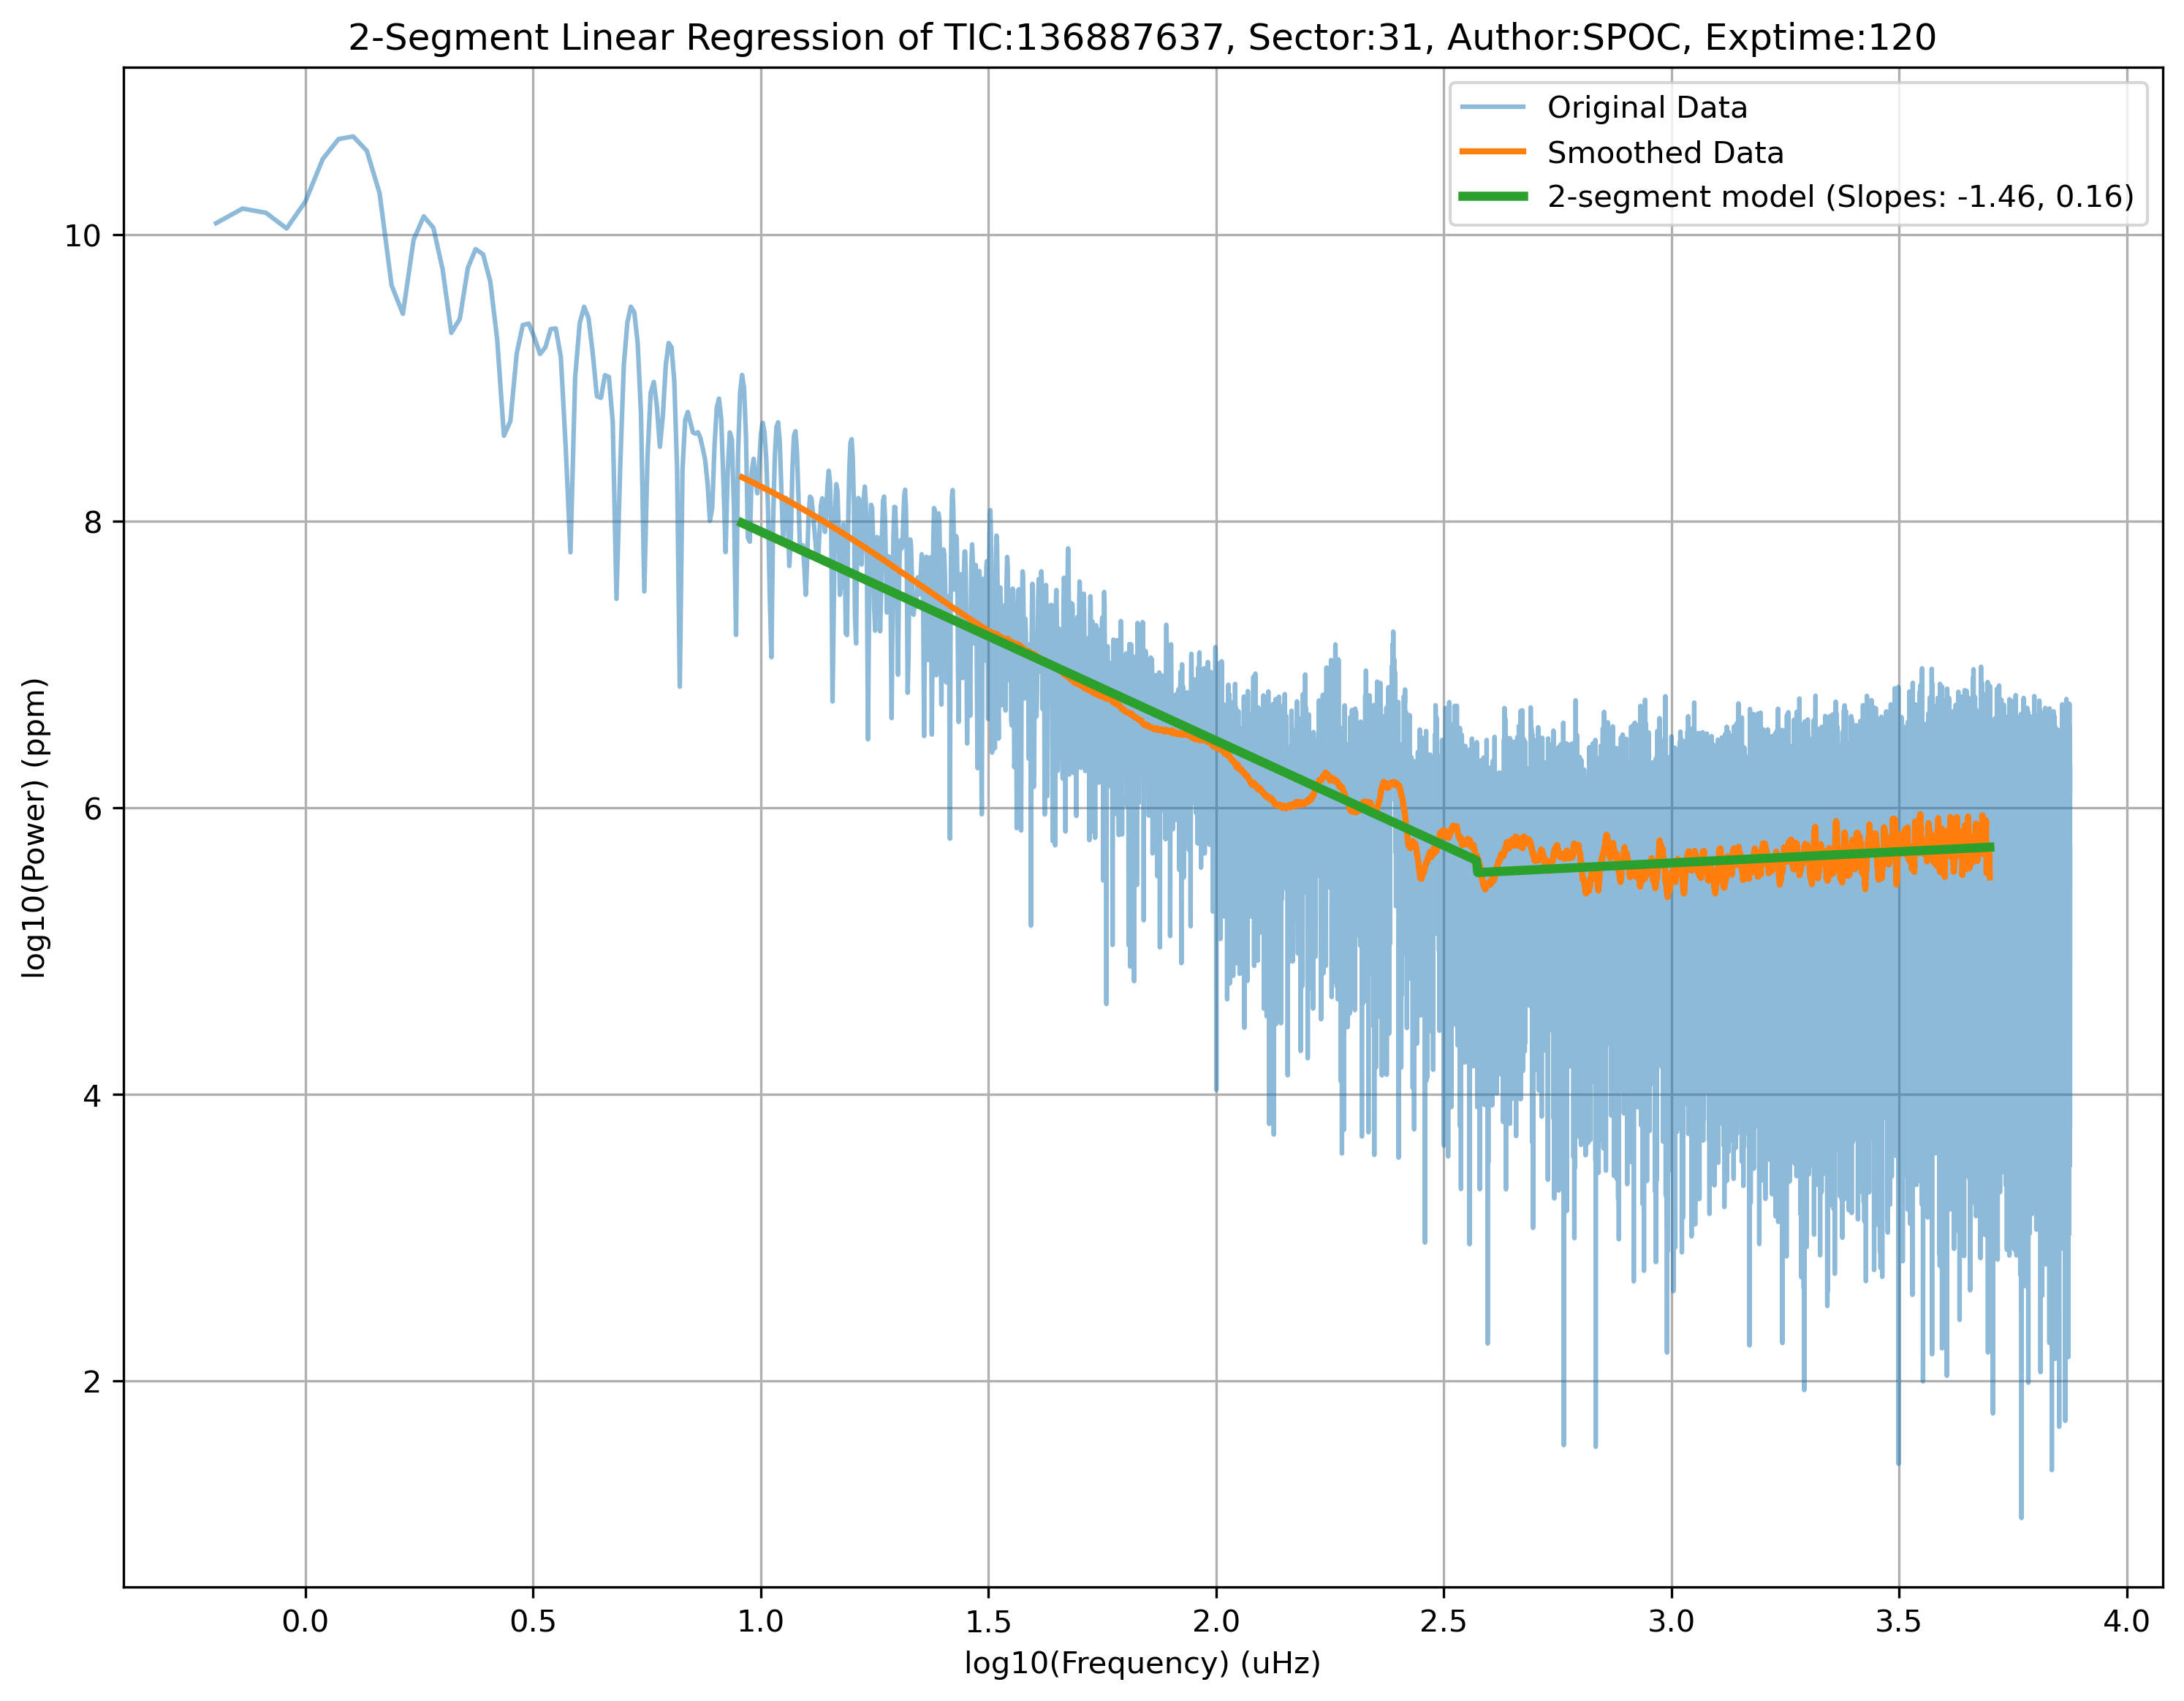 2-Segment Linear Regression of TIC:136887637, Sector:31, Author:SPOC, Exptime:120
Original Data
Smoothed Data
2-segment model (Slopes: -1.46, 0.16)
log10(Power) (ppm)
10
8
6
4
2
0.0 0.5 1.0 1.5 2.0 2.5 3.0 3.5 4.0
log10(Frequency) (uHz)